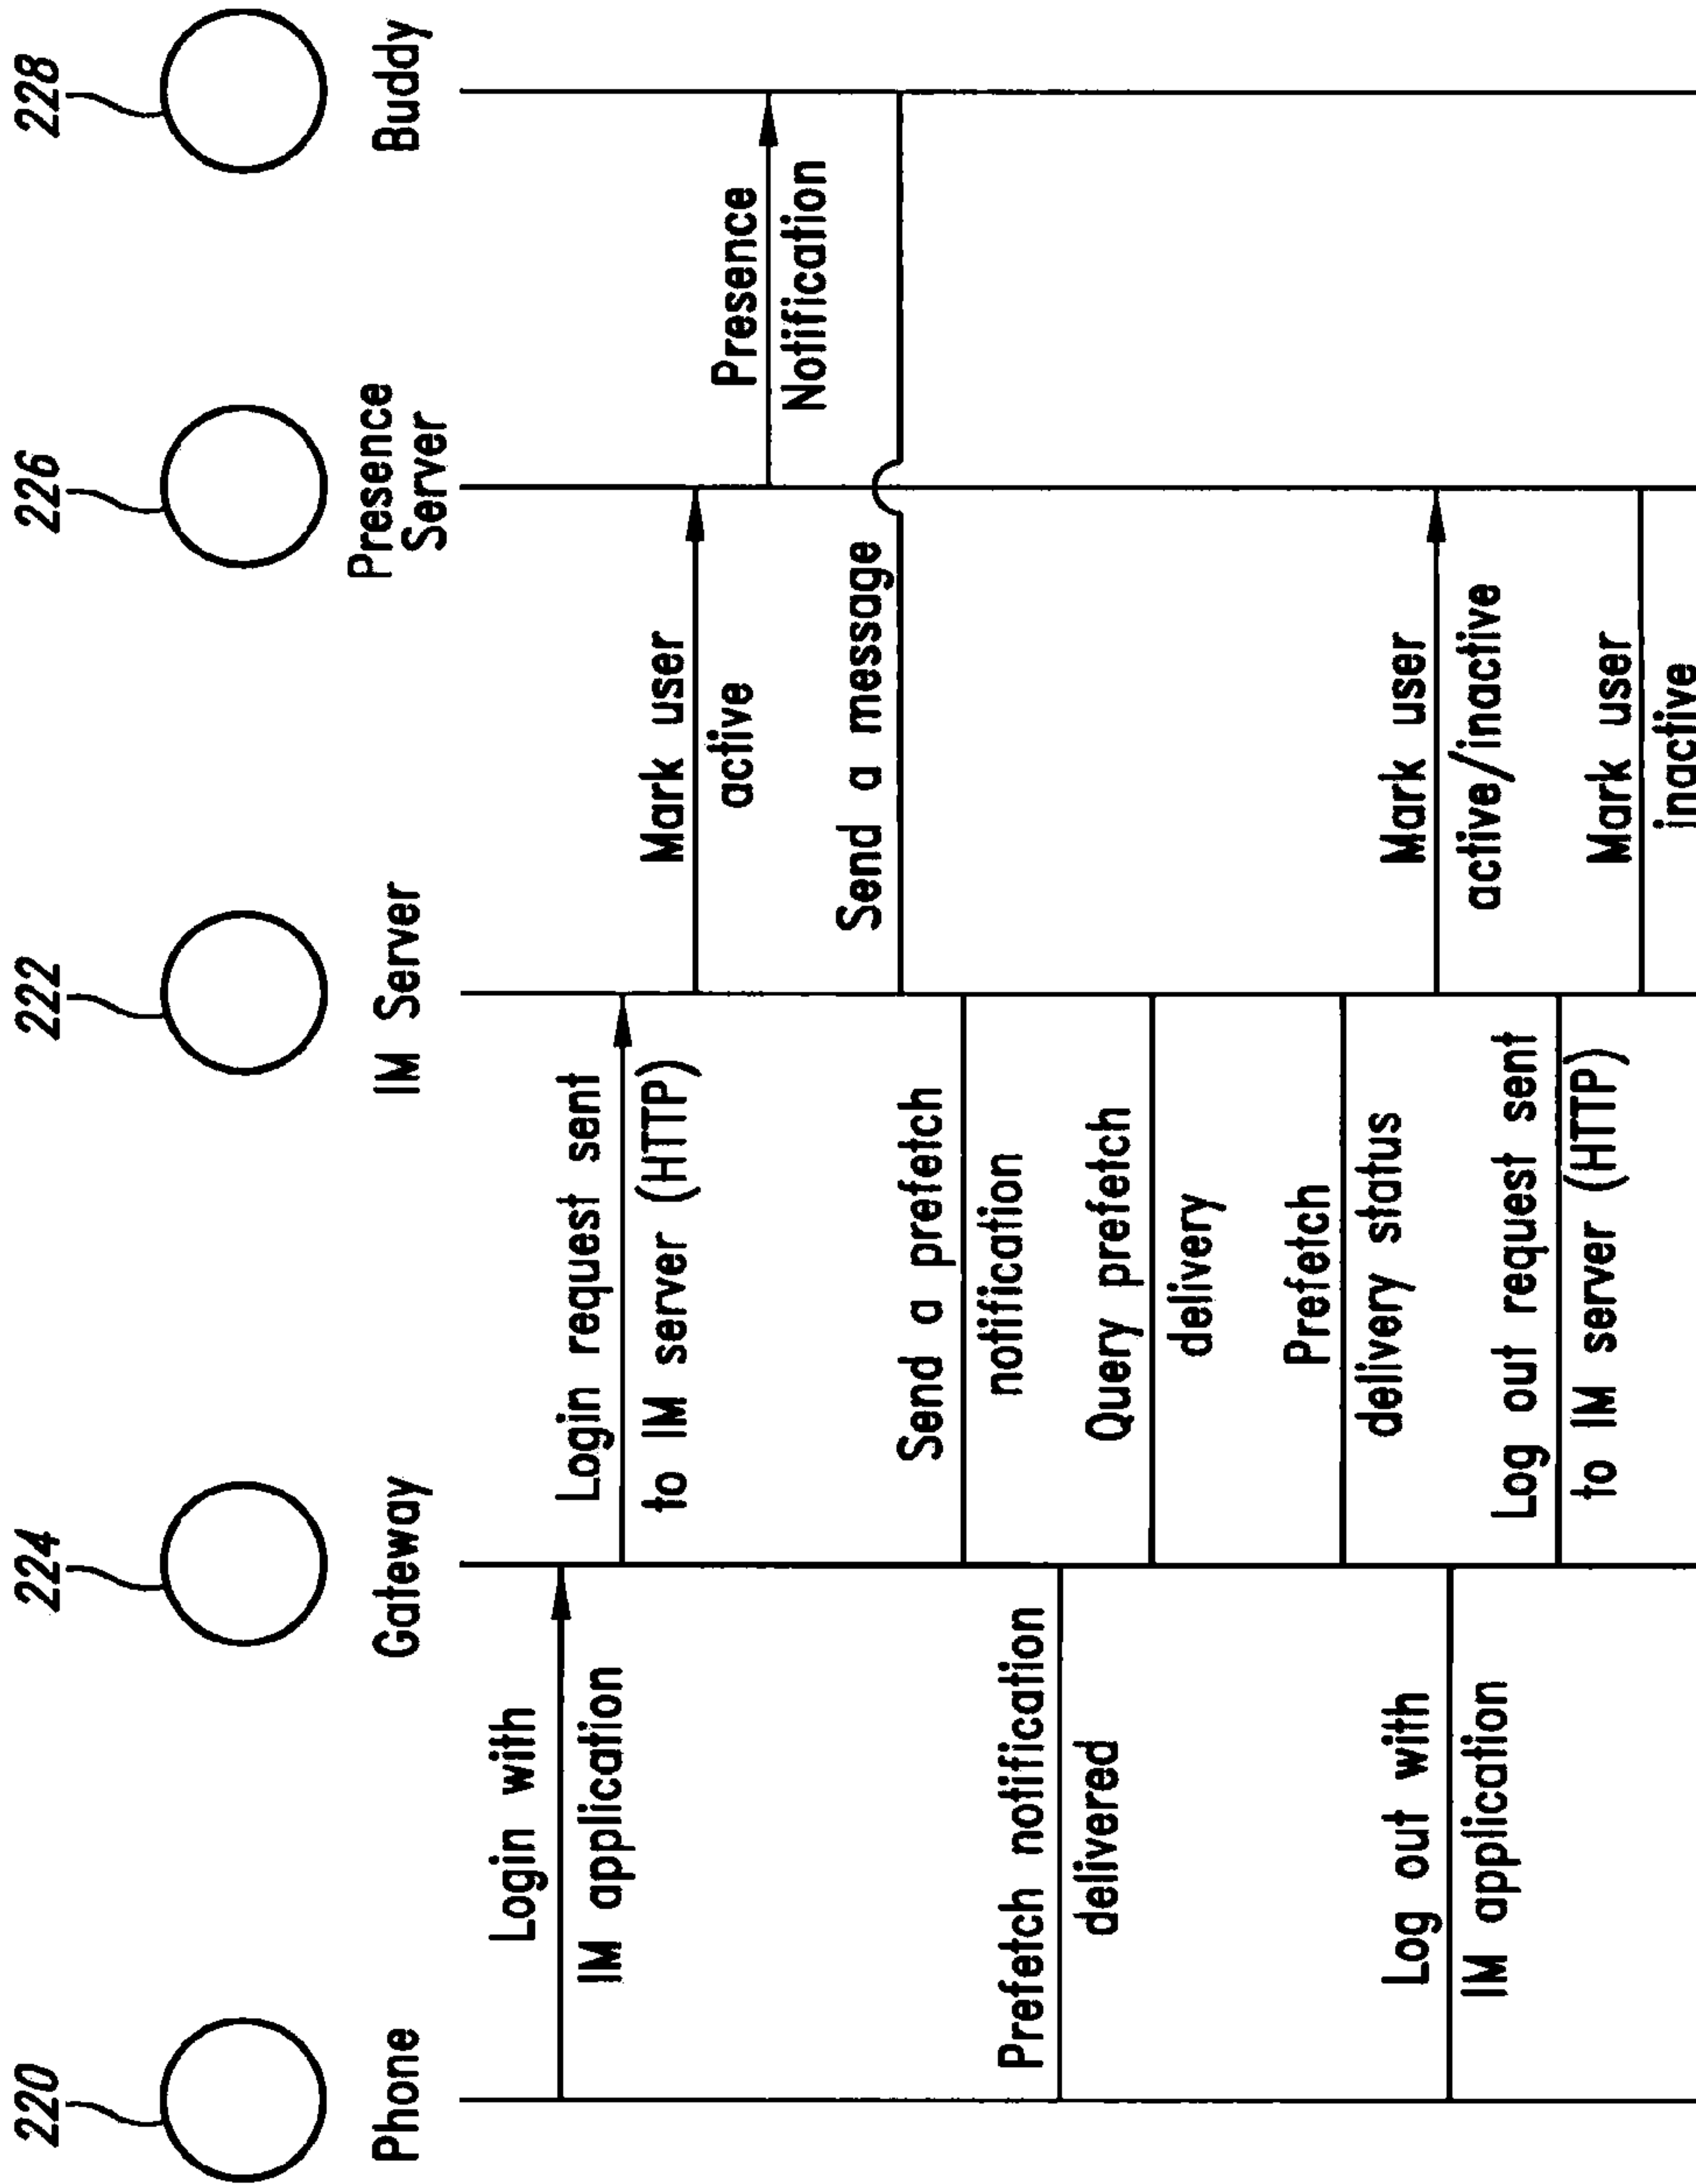 220
224
222
226
228
Phone
Gateway
IM Server
Presence
Server
Buddy
Login with
IM application
Login request sent
to IM server (HTTP)
Mark user
active
Presence
Notification
Send a message
Send a prefetch
notification
Prefetch notification
delivered
Query prefetch
delivery
Prefetch
delivery status
Mark user
active/inactive
Log out with
IM application
Log out request sent
to IM server (HTTP)
Mark user
inactive